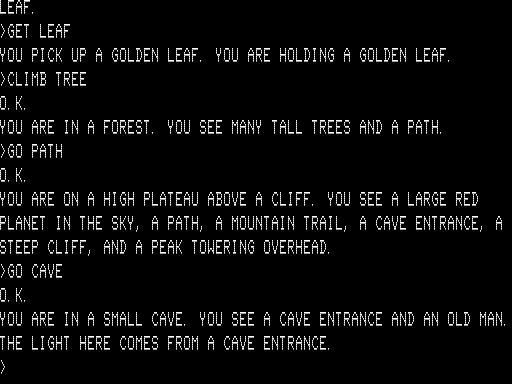 LEAF.
>GET LEAF
YOU PICK UP A GOLDEN LEAF. YOU ARE HOLDING A GOLDEN LEAF.
>CLIMB TREE
O.K.
YOU ARE IN A FOREST. YOU SEE MANY TALL TREES AND A PATH.
>GO PATH
O.K.
YOU ARE ON A HIGH PLATEAU ABOVE A CLIFF. YOU SEE A LARGE RED
PLANET IN THE SKY, A PATH, A MOUNTAIN TRAIL, A CAVE ENTRANCE, A
STEEP CLIFF, AND A PEAK TOWERING OVERHEAD.
>GO CAVE
O.K.
YOU ARE IN A SMALL CAVE. YOU SEE A CAVE ENTRANCE AND AN OLD MAN.
THE LIGHT HERE COMES FROM A CAVE ENTRANCE.
>